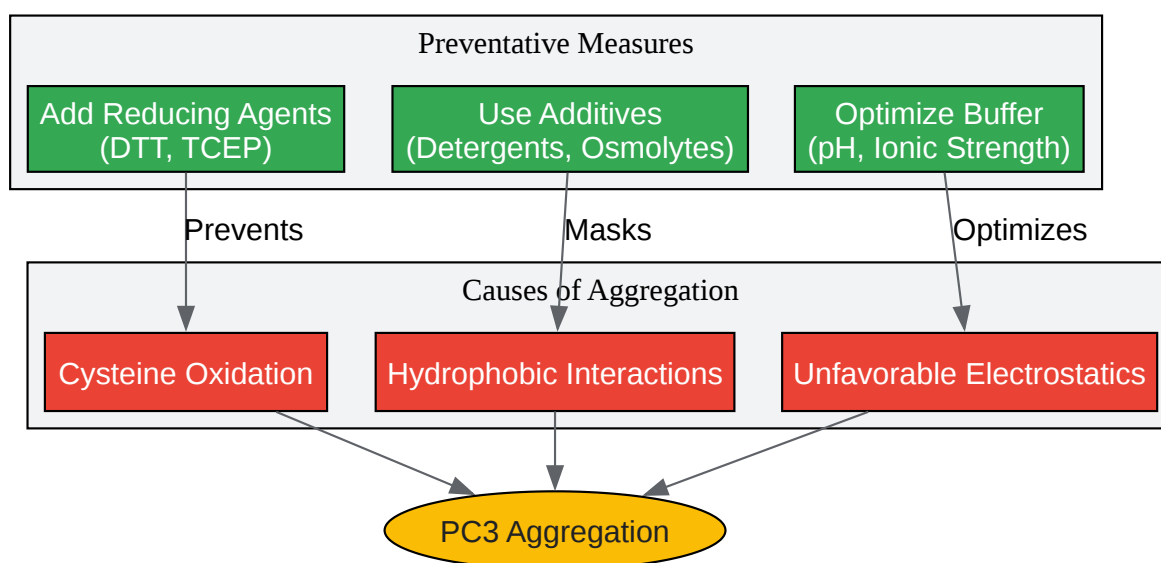 Preventative Measures
Add Reducing Agents
(DTT, TCEP)
Use Additives
(Detergents, Osmolytes)
Optimize Buffer
(pH, Ionic Strength)
Prevents
Masks
Optimizes
Causes of Aggregation
Cysteine Oxidation
Hydrophobic Interactions
Unfavorable Electrostatics
PC3 Aggregation